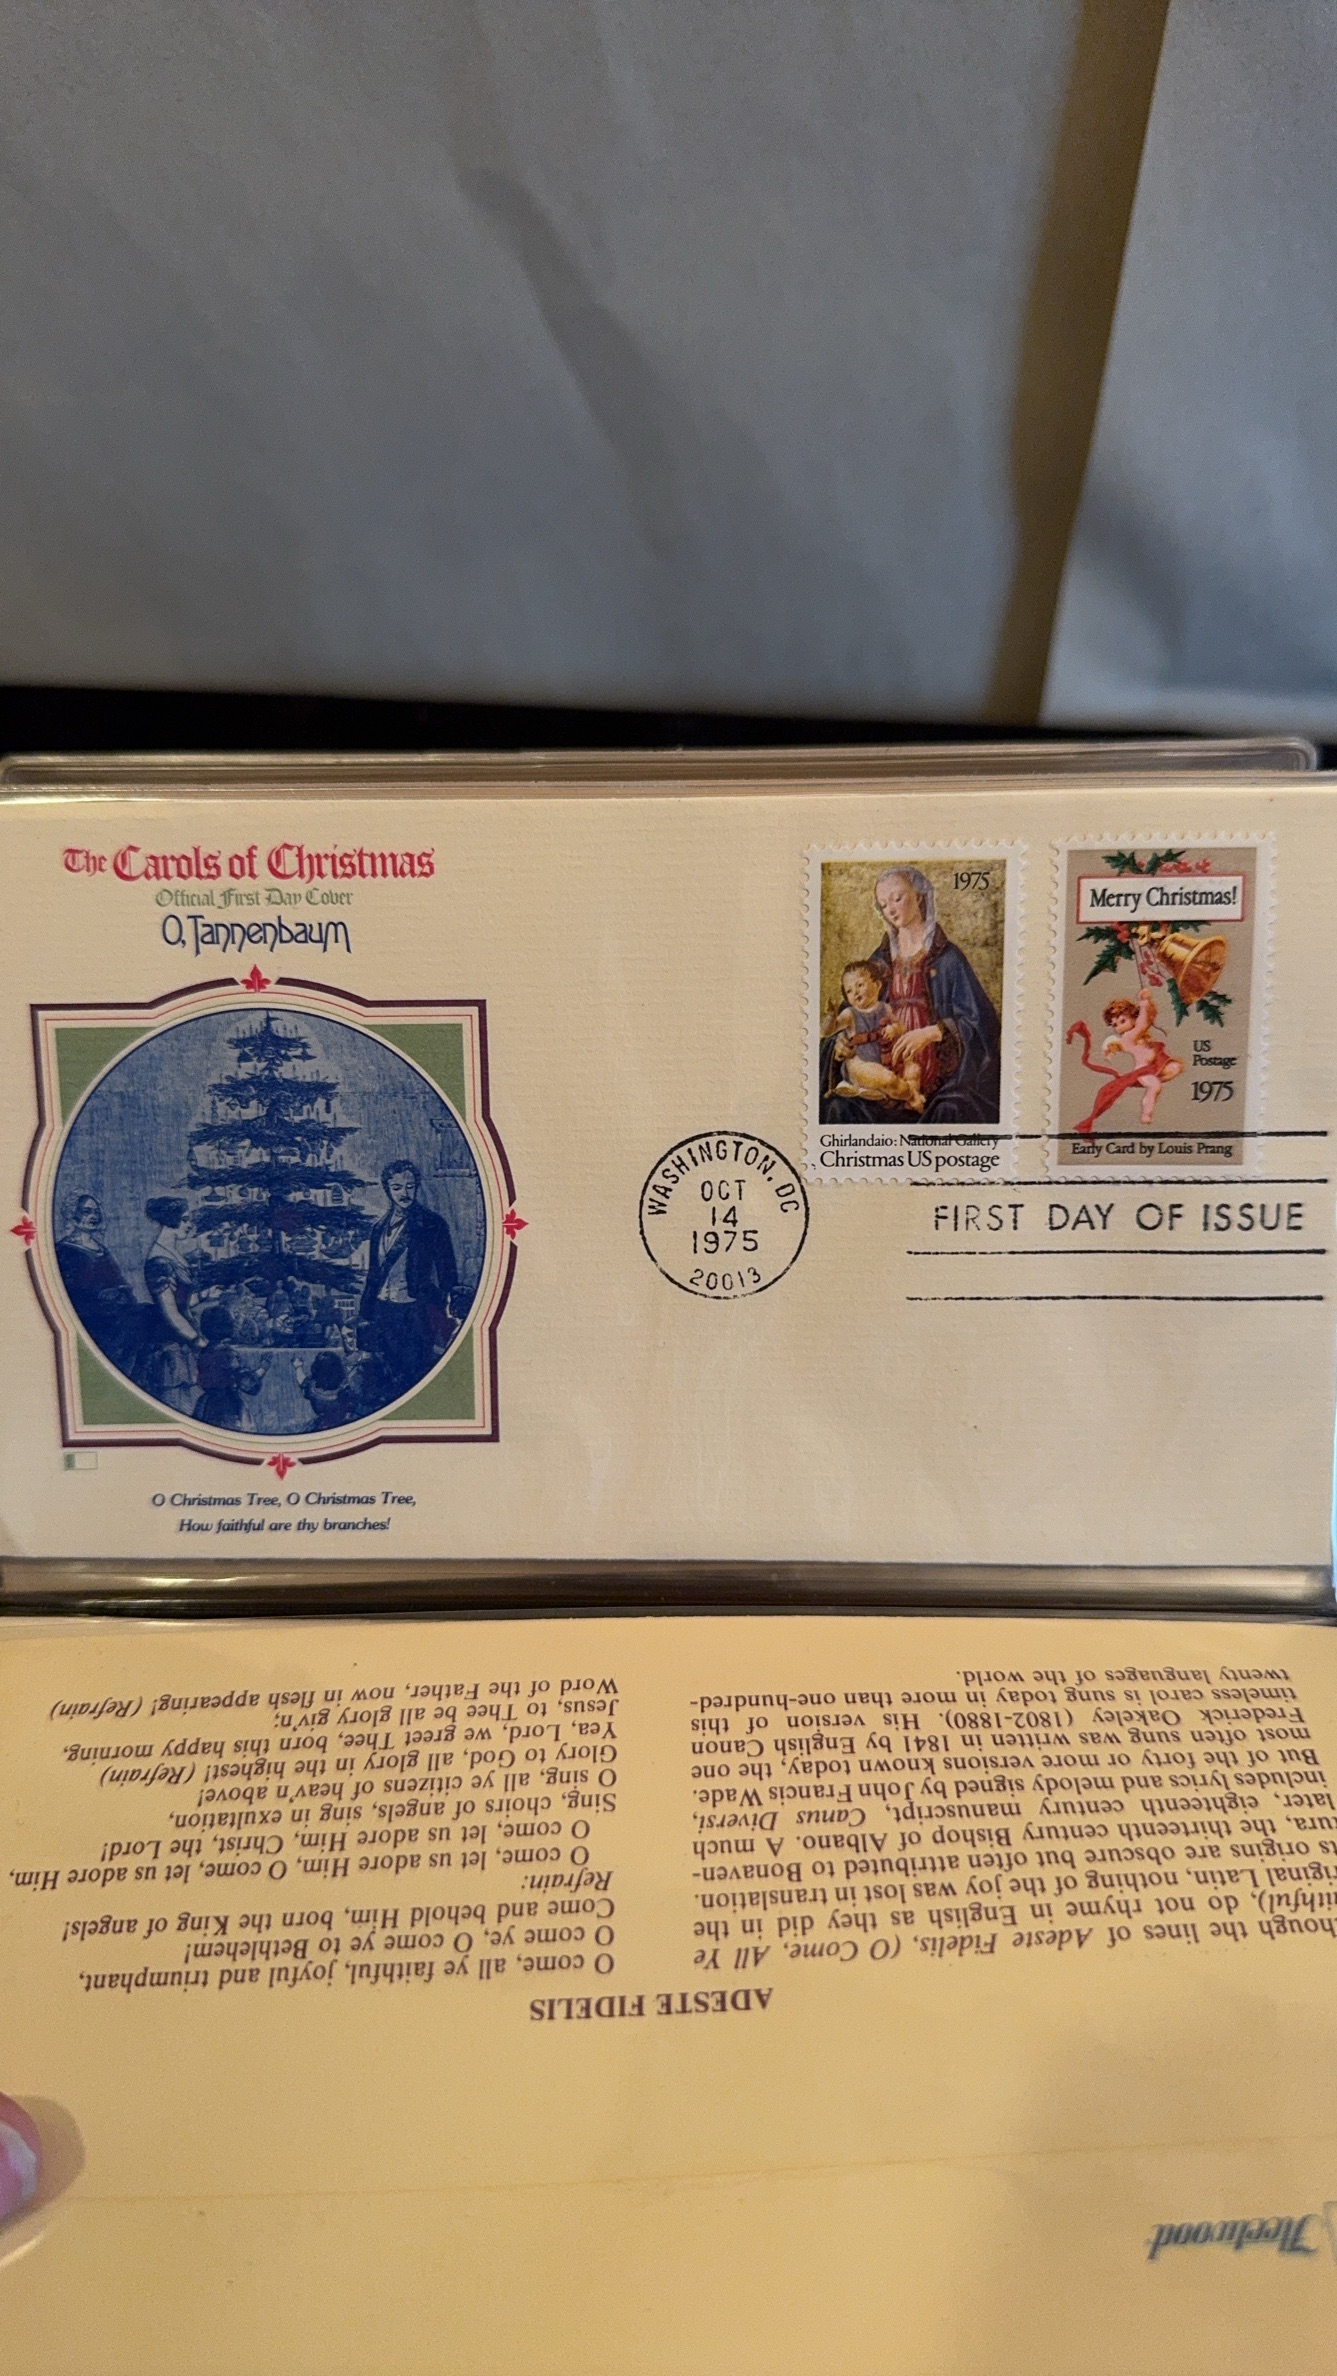 The Carols of Christmas
Official First Day Cover
O, Tannenbaum
O Christmas Tree, O Christmas Tree,
How faithful are thy branches!
1975
Ghirlandaio: National Gallery
Christmas US postage
Merry Christmas!
US
Postage
1975
Early Card by Louis Prang
WASHINGTON, DC
OCT
14
1975
20013
FIRST DAY OF ISSUE
ADESTE FIDELIS
O come, all ye faithful, joyful and triumphant,
O come ye, O come ye to Bethlehem!
Come and behold Him, born the King of angels!
Refrain:
O come, let us adore Him, O come, let us adore Him,
O come, let us adore Him, Christ, the Lord!
Sing, choirs of angels, sing in exultation,
O sing, all ye citizens of heav'n above!
Glory to God, all glory in the highest! (Refrain)
Yea, Lord, we greet Thee, born this happy morning,
Jesus, to Thee be all glory giv'n;
Word of the Father, now in flesh appearing! (Refrain)
hough the lines of Adeste Fidelis, (O Come, All Ye
aithful), do not rhyme in English as they did in the
riginal Latin, nothing of the joy was lost in translation.
ts origins are obscure but often attributed to Bonaven-
tura, the thirteenth century Bishop of Albano. A much
later, eighteenth century manuscript, Canus Diversi,
includes lyrics and melody signed by John Francis Wade.
But of the forty or more versions known today, the one
most often sung was written in 1841 by English Canon
Frederick Oakeley (1802-1880). His version of this
timeless carol is sung today in more than one-hundred-
twenty languages of the world.
Fleetwood